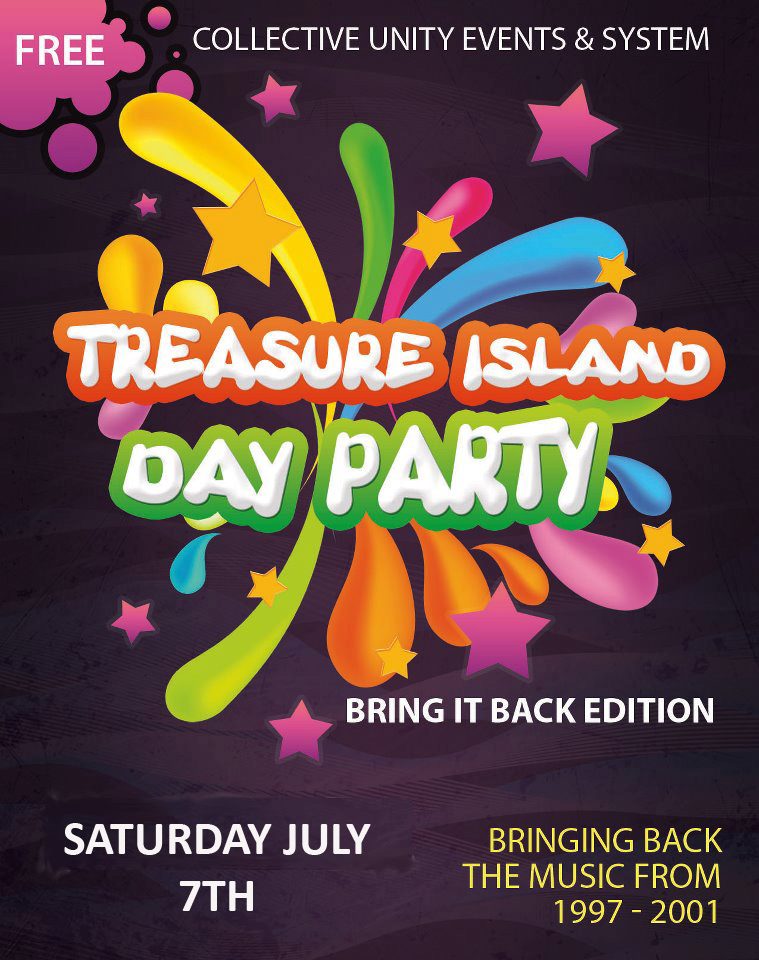 FREE
COLLECTIVE UNITY EVENTS & SYSTEM
TREASURE ISLAND
DAY PARTY
BRING IT BACK EDITION
SATURDAY JULY
7TH
BRINGING BACK
THE MUSIC FROM
1997 - 2001